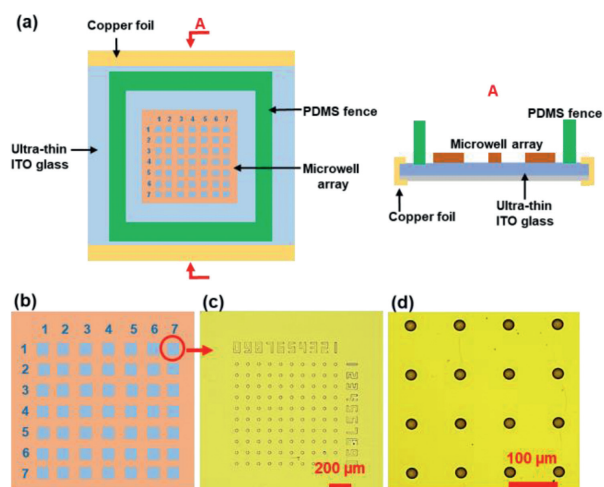 (a)
Copper foil
A
A
PDMS fence
PDMS fence
Ultra-thin
ITO glass
Microwell
array
Microwell array
Copper foil
Ultra-thin
ITO glass
1 2 3 4 5 6 7
1
2
3
4
5
6
7
(b)
1 2 3 4 5 6 7
1
2
3
4
5
6
7
(c)
200 μm
(d)
100 μm